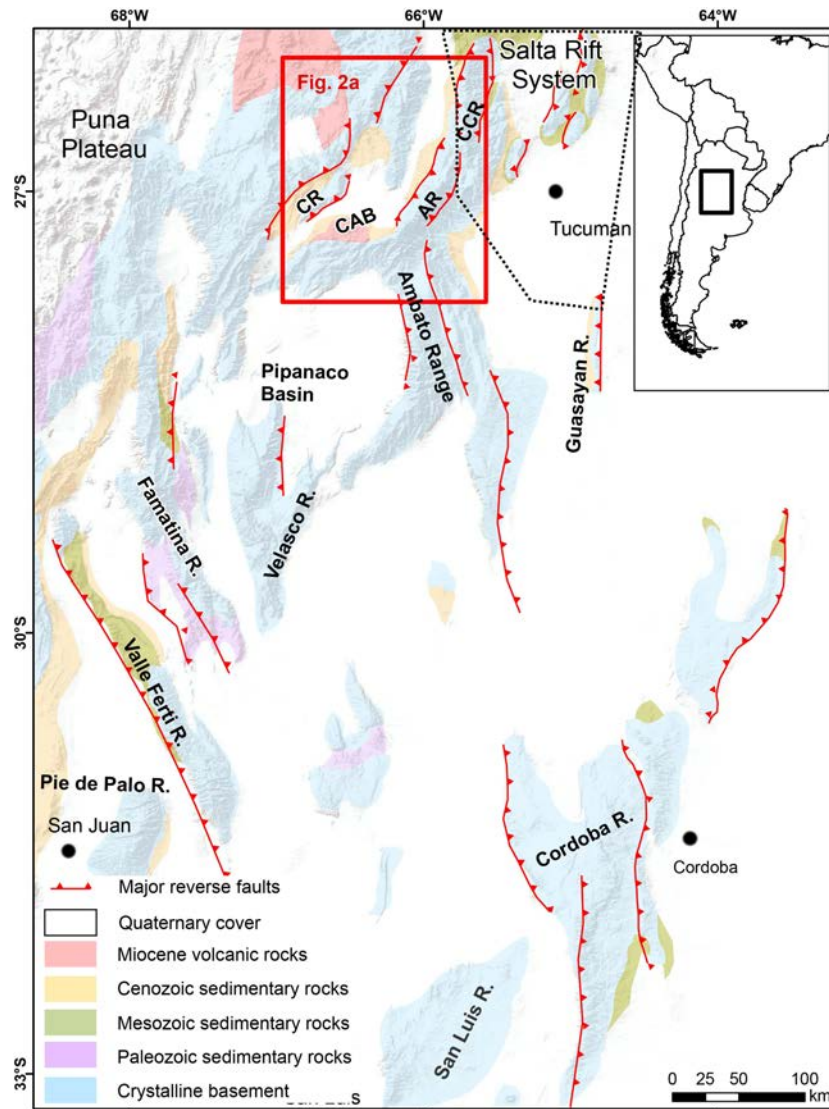 68°W
66°W
64°W
Salta Rift
System
Fig. 2a
Puna
Plateau
CCR
27°S
CR
AR
CAB
Tucuman
Ambato Range
Guasayan R.
Pipanaco
Basin
Famatina R.
Velasco R.
30°S
Valle Ferti R.
Pie de Palo R.
San Juan
Cordoba R.
Cordoba
Major reverse faults
Quaternary cover
Miocene volcanic rocks
Cenozoic sedimentary rocks
Mesozoic sedimentary rocks
Paleozoic sedimentary rocks
Crystalline basement
San Luis R.
33°S
0 25 50 100
km